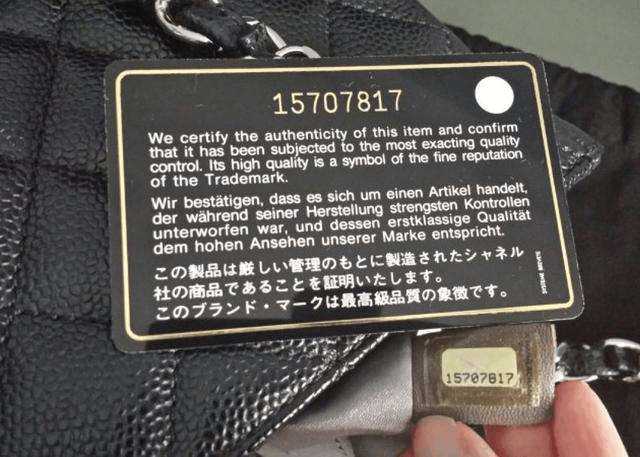 15707817
We certify the authenticity of this item and confirm
that it has been subjected to the most exacting quality
control. Its high quality is a symbol of the fine reputation
of the Trademark.
Wir bestätigen, dass es sich um einen Artikel handelt,
der während seiner Herstellung strengsten Kontrollen
unterworfen war, und dessen erstklassige Qualität
dem hohen Ansehen unserer Marke entspricht.
この製品は厳しい管理のもとに製造されたシャネル
社の商品であることを証明いたします。
このブランド・マークは最高級品質の象徴です。
15707817